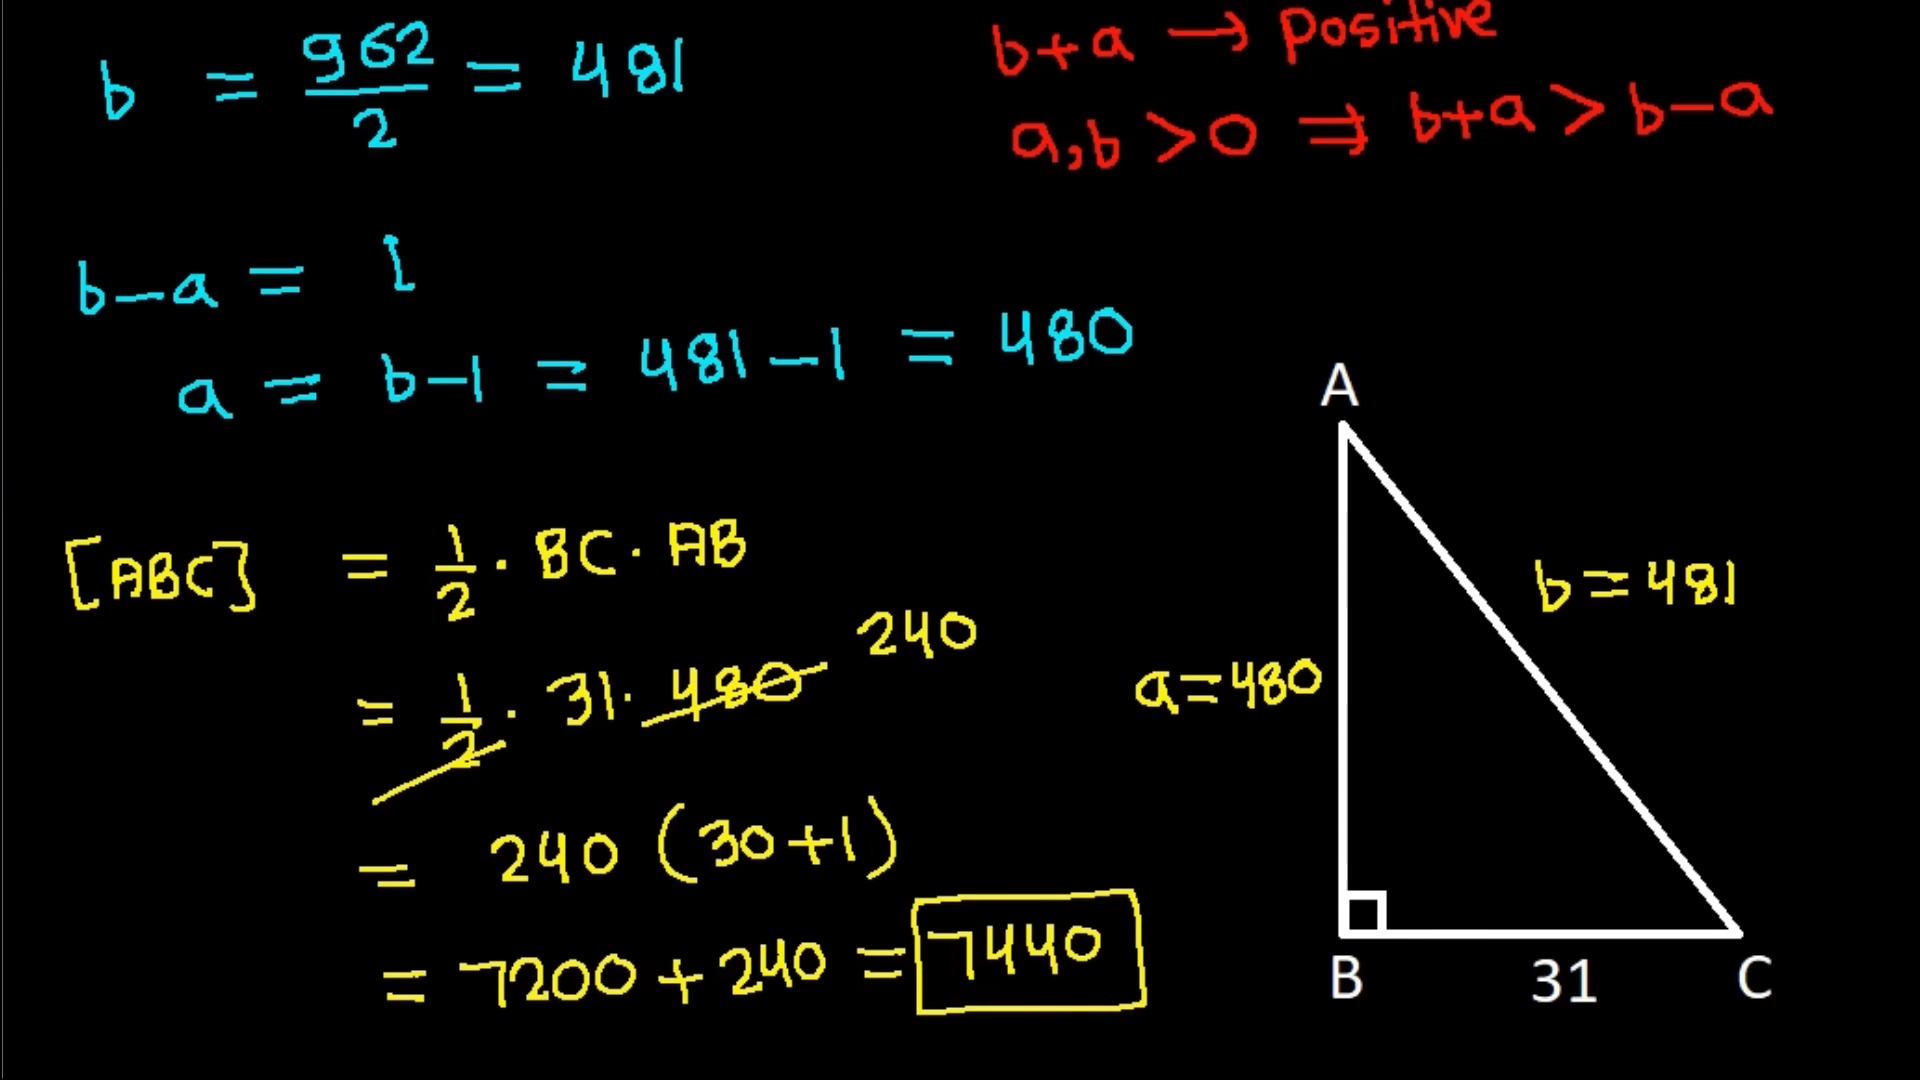 b = 962/2 = 481
b+a → positive
a,b >0 ⇒ b+a > b-a
b-a = 1
a = b-1 = 481-1 = 480
[ABC] = 1/2 · BC · AB
= 1/2 · 31 · 480 240
= 240 (30+1)
= 7200 + 240 = 7440
A
b = 481
a=480
B 31 C